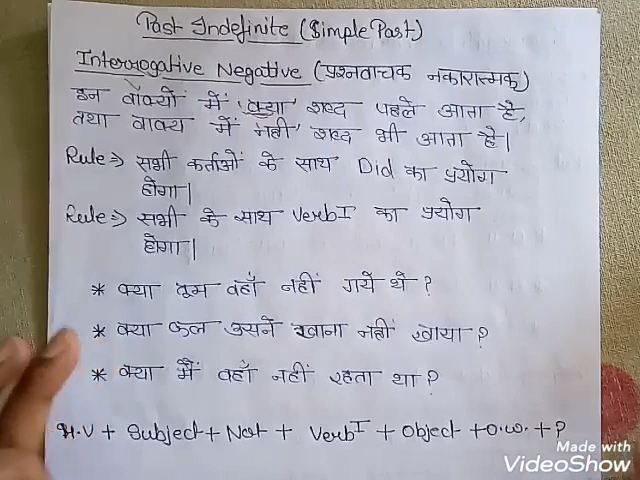 Past Indefinite (Simple Past)
Interrogative Negative (प्रश्नवाचक नकारात्मक)
इन वाक्यों में 'क्या' शब्द पहले आता है,
तथा वाक्य में 'नहीं' शब्द भी आता है।
Rule ⇒ सभी कर्ताओं के साथ Did का प्रयोग
होगा।
Rule ⇒ सभी के साथ Verb I का प्रयोग
होगा।
* क्या तुम वहाँ नहीं गये थे ?
* क्या कल उसने खाना नहीं खाया ?
* क्या मैं वहाँ नहीं रहता था ?
H.V + Subject + Not + Verb I + Object + O.W. + ?
Made with
VideoShow